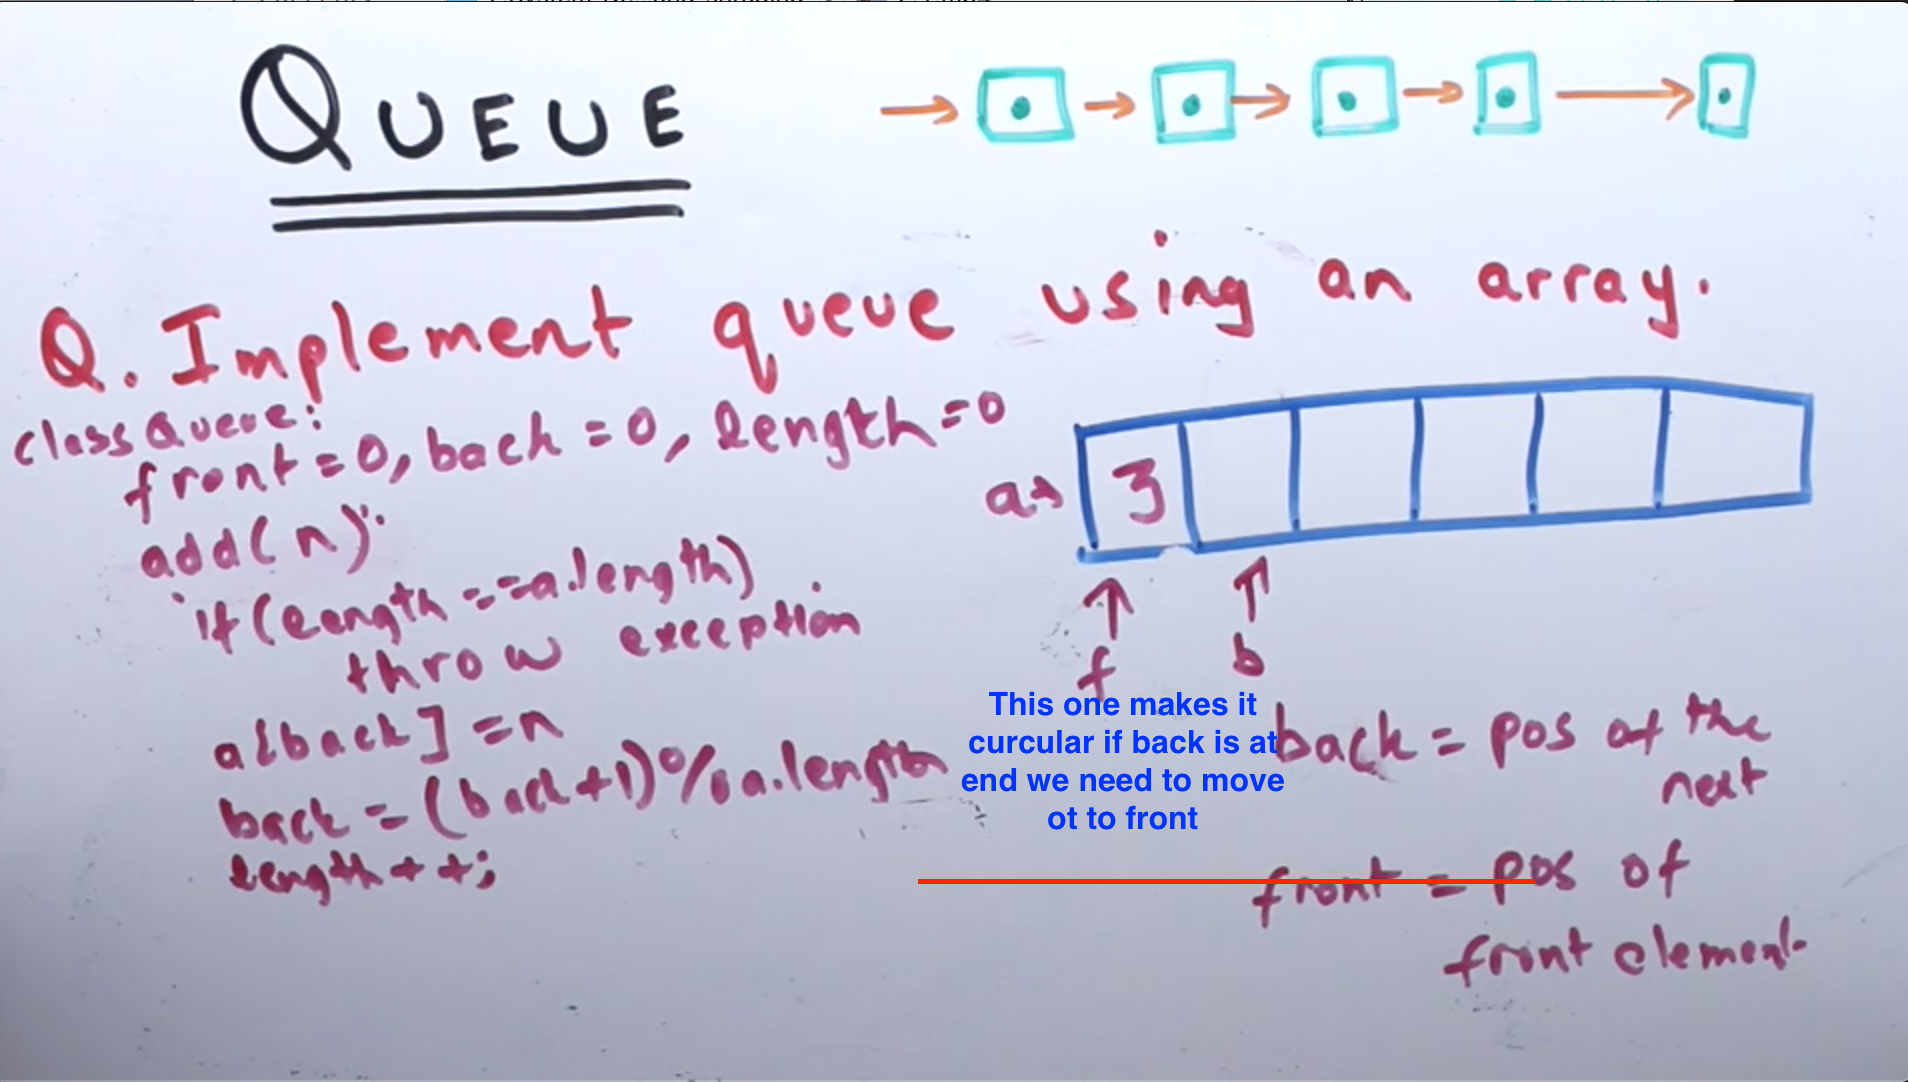 QUEUE
Q. Implement queue using an array.
class Queue:
front=0, back=0, length=0
add(n):
if(length==a.length)
throw exception
a[back]=n
back=(back+1)%a.length
length++;
a→ 3
f b
This one makes it
curcular if back is at
end we need to move
ot to front
back = pos of the
next
front = pos of
front element